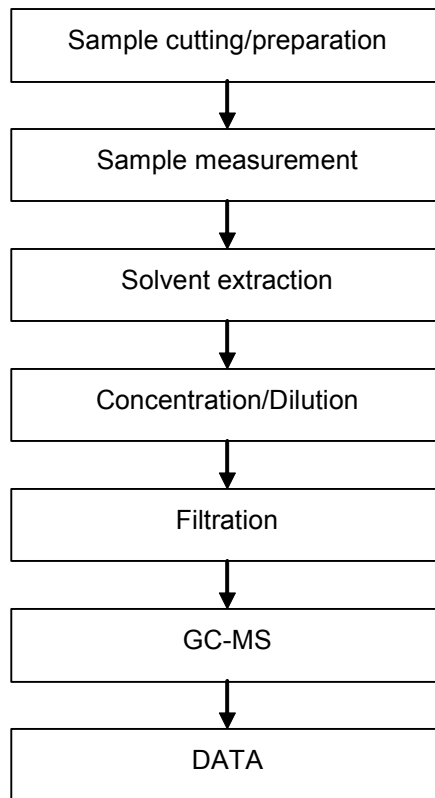 Sample cutting/preparation
Sample measurement
Solvent extraction
Concentration/Dilution
Filtration
GC-MS
DATA